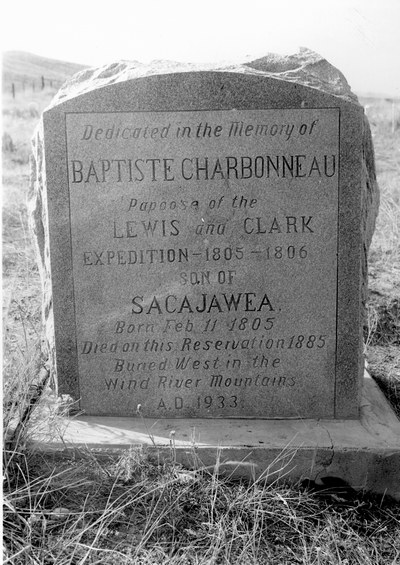 Dedicated in the Memory of
BAPTISTE CHARBONNEAU
Papoose of the
LEWIS and CLARK
EXPEDITION-1805-1806
SON OF
SACAJAWEA.
Born Feb 11 1805
Died on this Reservation 1885
Buried West in the
Wind River Mountains
A.D. 1933.